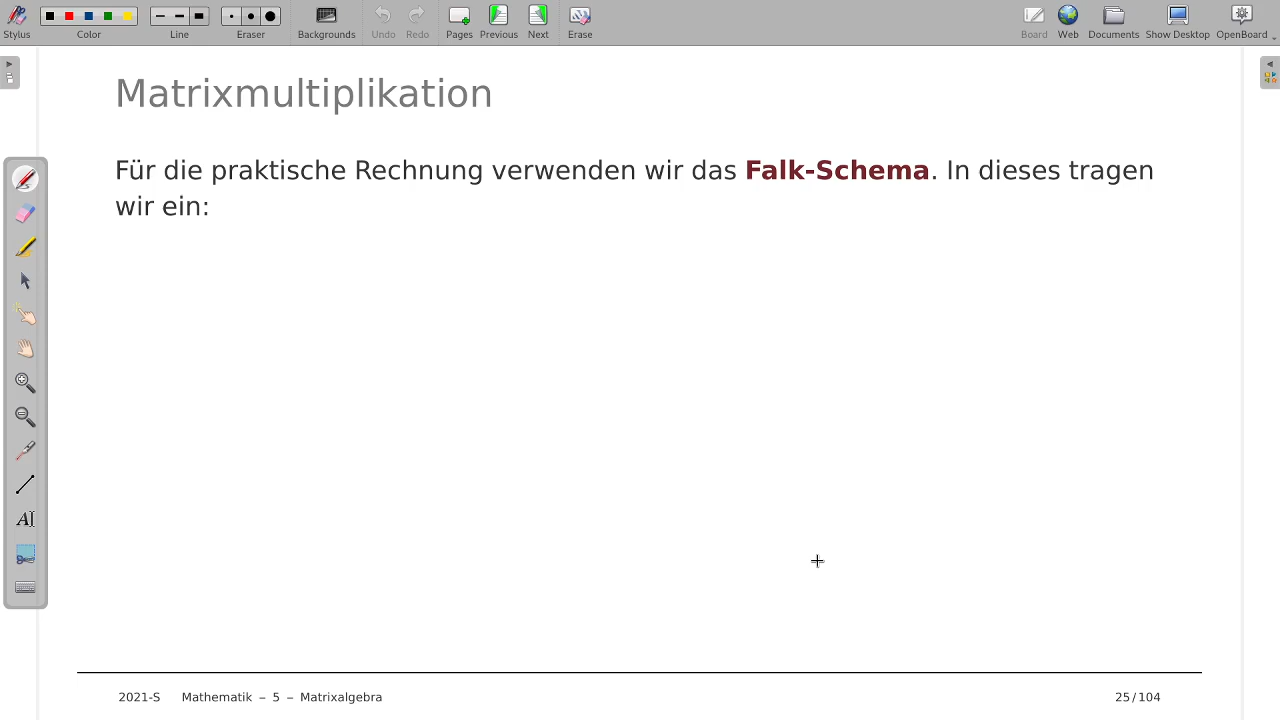 Stylus
Color
Line
Eraser
Backgrounds
Undo
Redo
Pages
Previous
Next
Erase
Board
Web
Documents
Show Desktop
OpenBoard
Matrixmultiplikation
Für die praktische Rechnung verwenden wir das Falk-Schema. In dieses tragen
wir ein:
2021-S Mathematik – 5 – Matrixalgebra
25/104